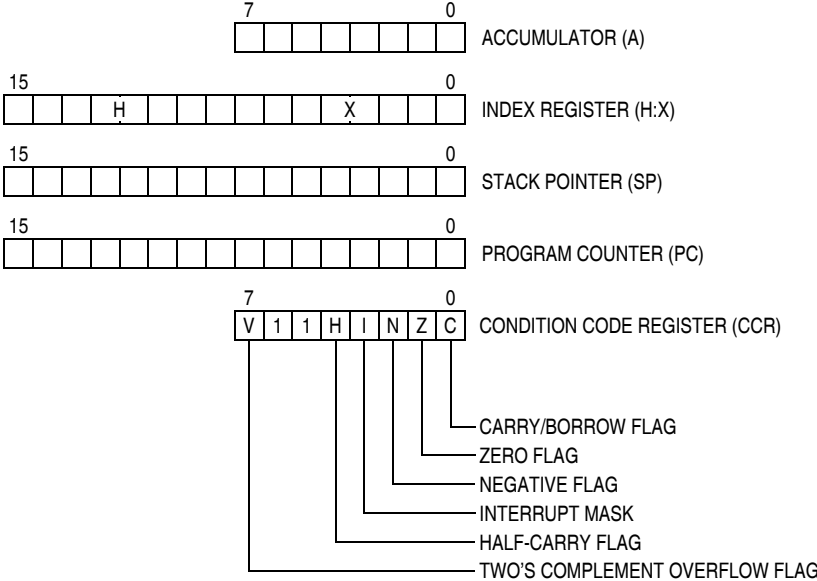 7 0
ACCUMULATOR (A)
15 0
H X INDEX REGISTER (H:X)
15 0
STACK POINTER (SP)
15 0
PROGRAM COUNTER (PC)
7 0
V 1 1 H I N Z C CONDITION CODE REGISTER (CCR)
CARRY/BORROW FLAG
ZERO FLAG
NEGATIVE FLAG
INTERRUPT MASK
HALF-CARRY FLAG
TWO'S COMPLEMENT OVERFLOW FLAG